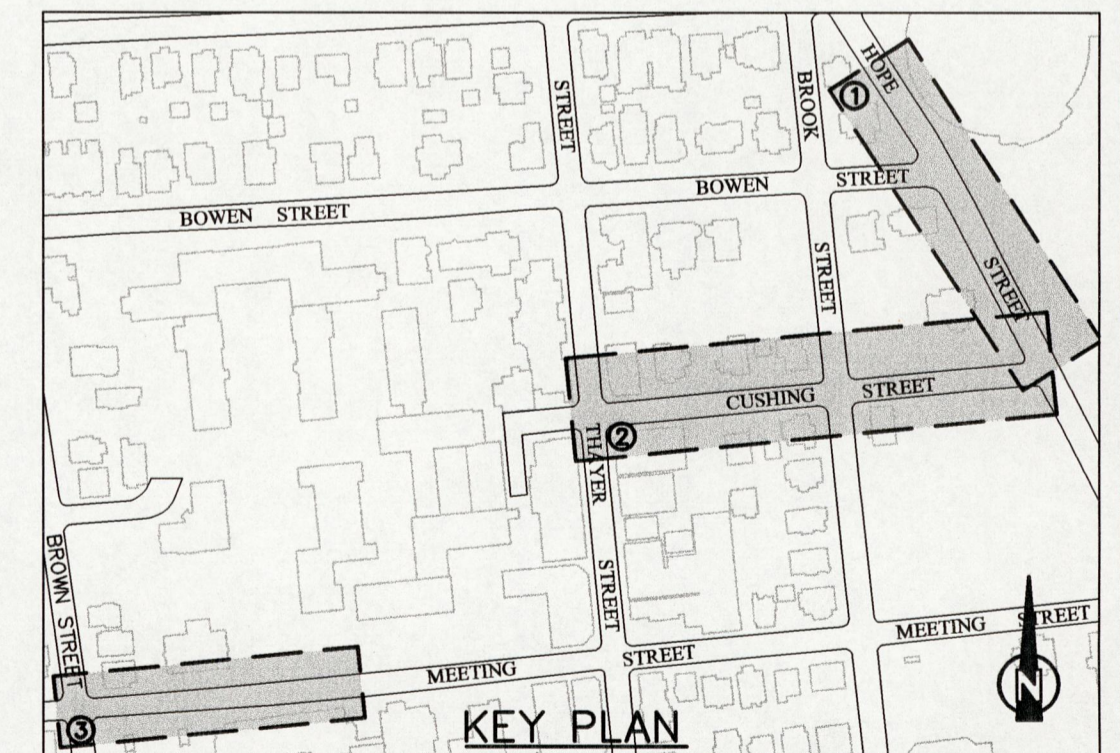 HOPE
STREET
BROOK
STREET
1
BOWEN STREET
BOWEN STREET
STREET
THAYER
STREET
CUSHING STREET
2
BROWN STREET
MEETING STREET
MEETING STREET
3
N
KEY PLAN